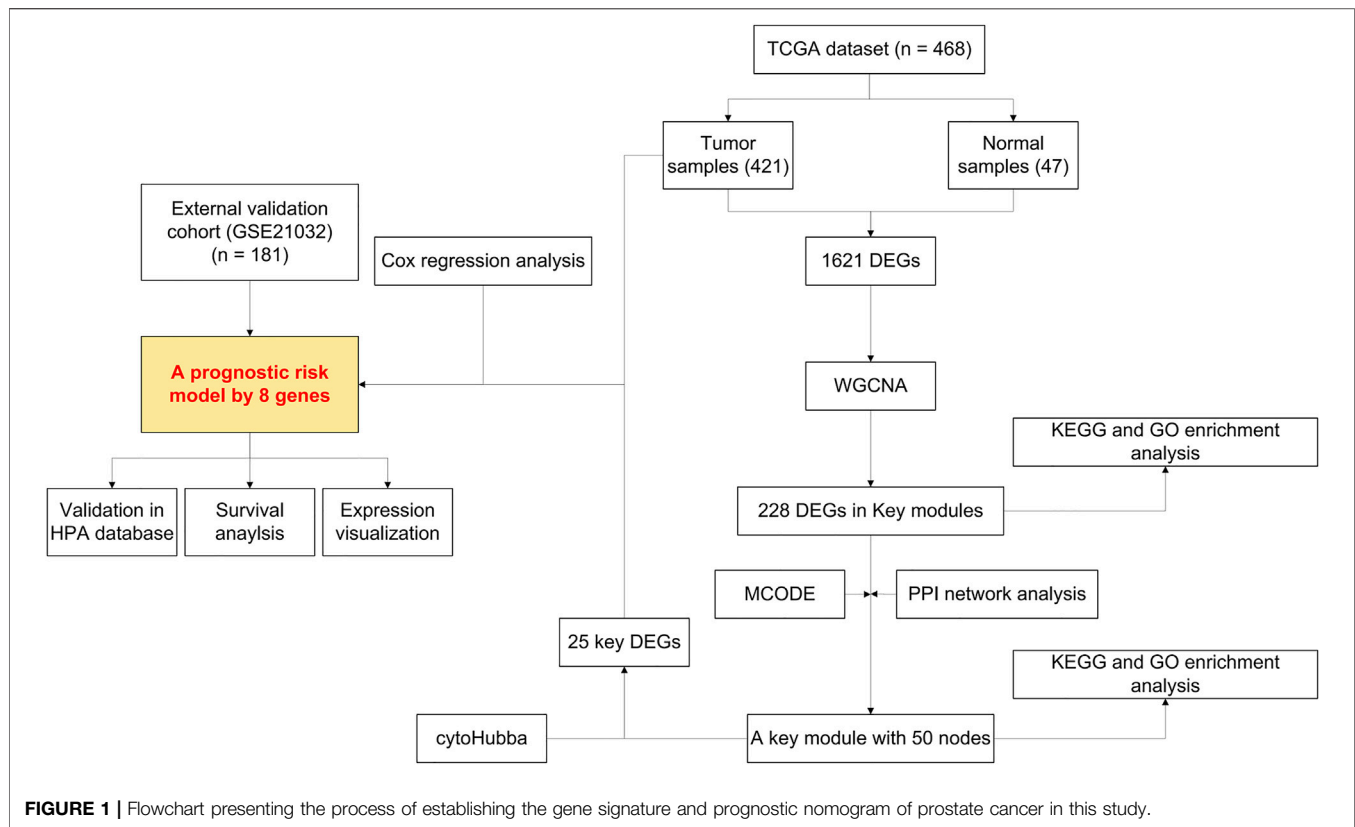 TCGA dataset (n = 468)
Tumor
samples (421)
Normal
samples (47)
External validation
cohort (GSE21032)
(n = 181)
Cox regression analysis
1621 DEGs
A prognostic risk
model by 8 genes
WGCNA
KEGG and GO enrichment
analysis
Validation in
HPA database
Survival
anaylsis
Expression
visualization
228 DEGs in Key modules
MCODE
PPI network analysis
25 key DEGs
KEGG and GO enrichment
analysis
cytoHubba
A key module with 50 nodes
FIGURE 1 | Flowchart presenting the process of establishing the gene signature and prognostic nomogram of prostate cancer in this study.